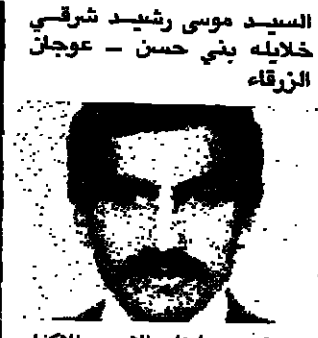 السيد موسى رشيد شرقي
خلايله بني حسن – عوجان
الزرقاء